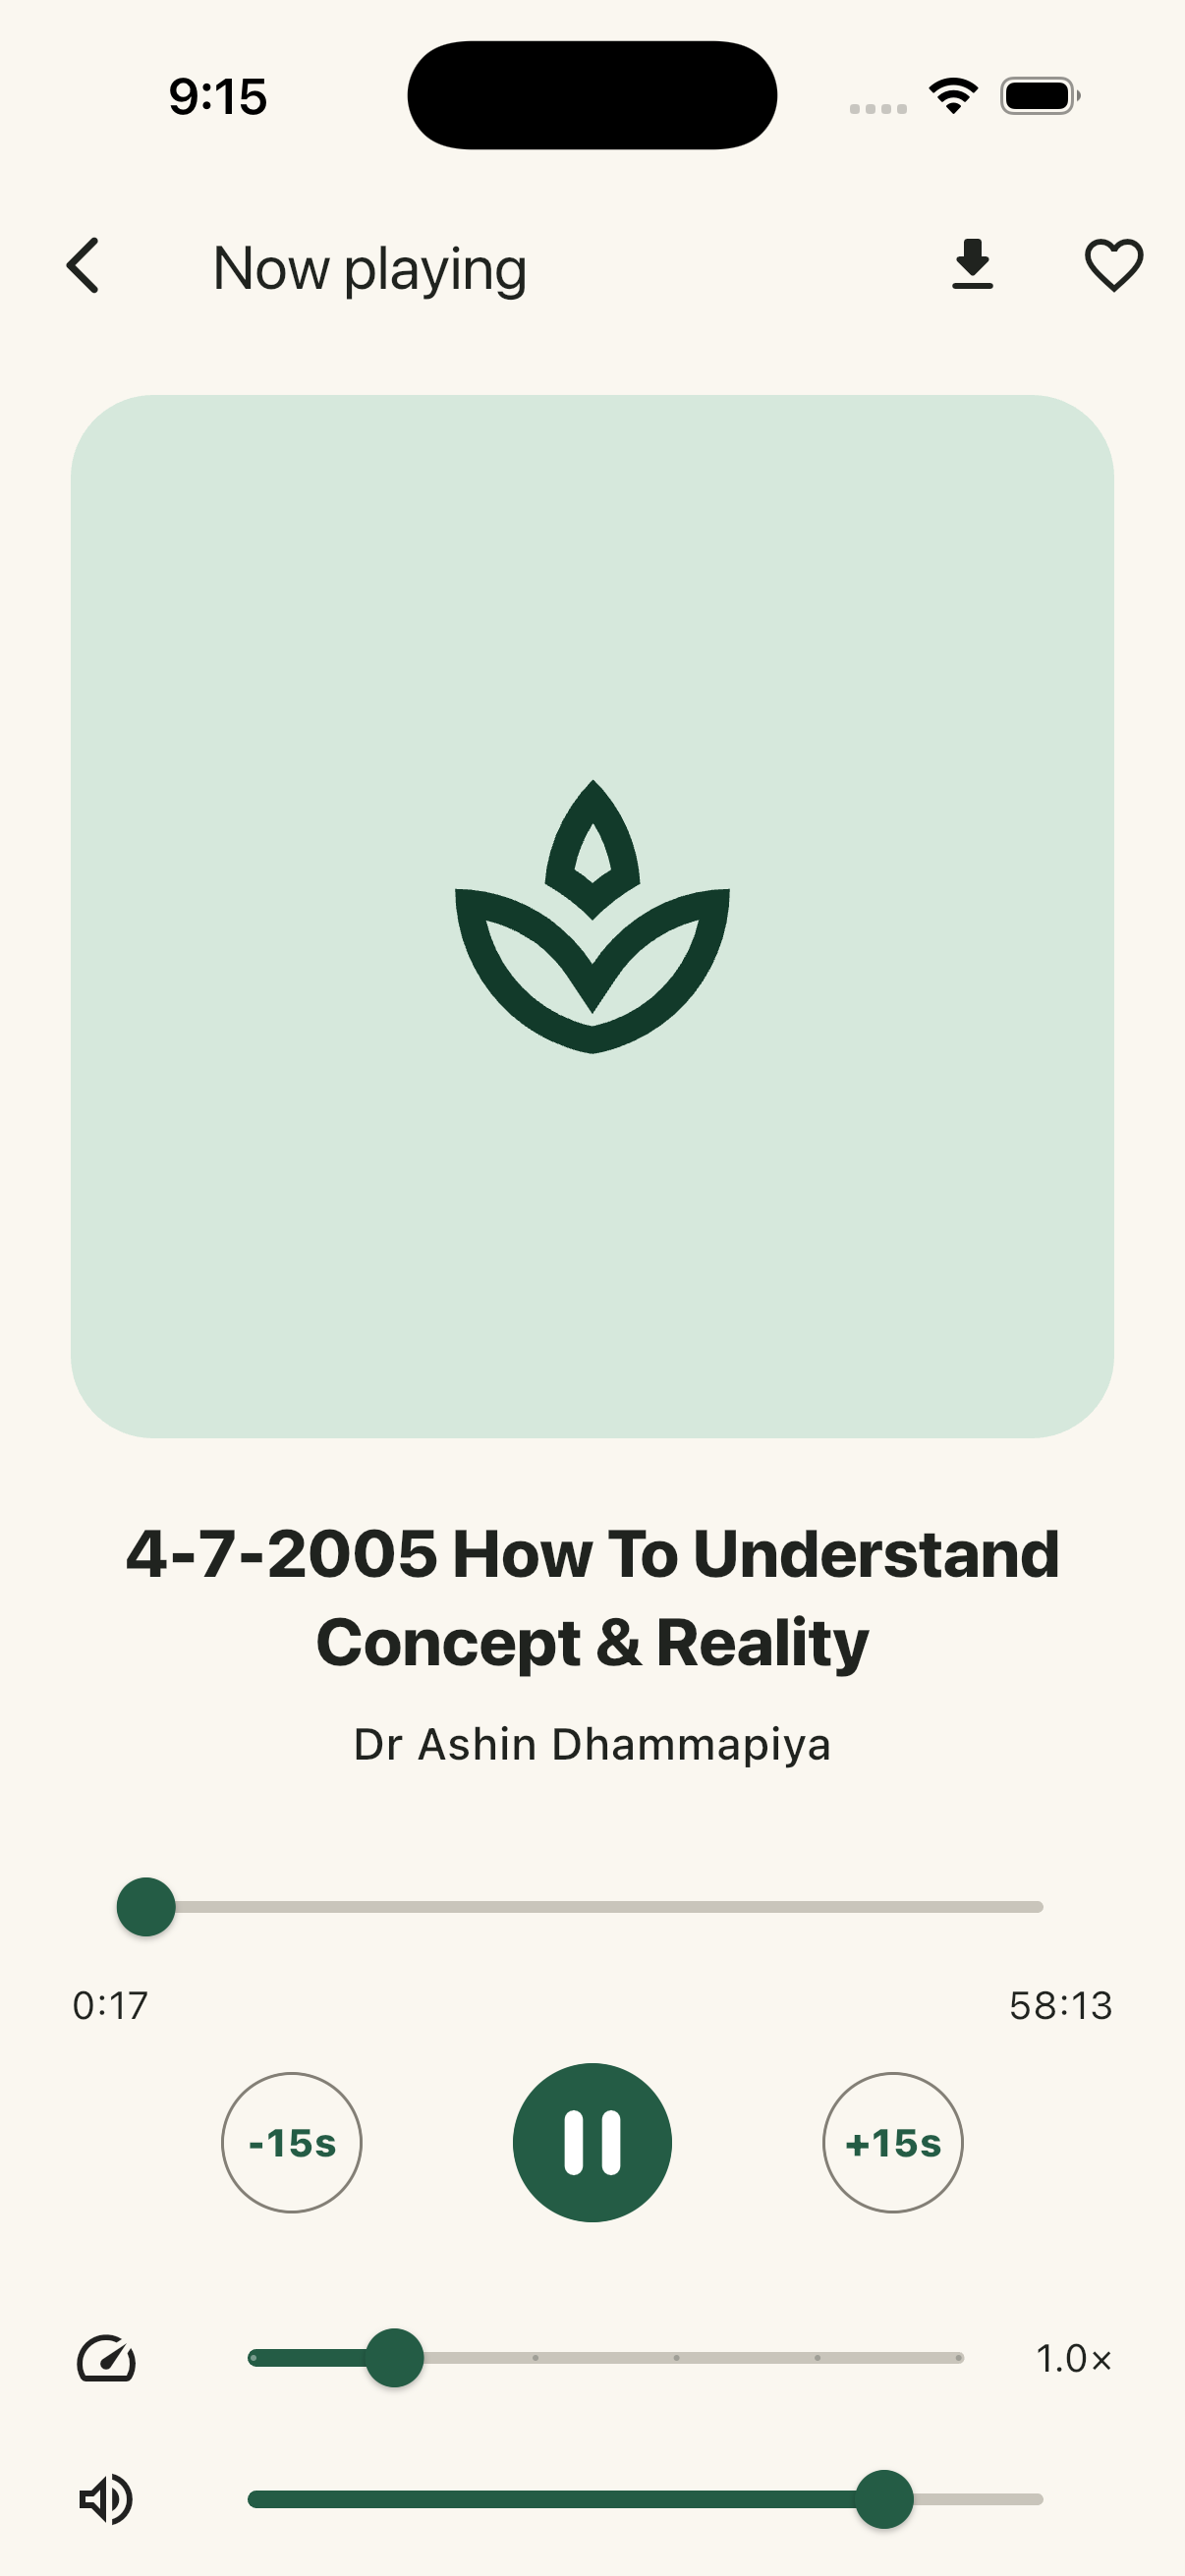 9:15
Now playing
4-7-2005 How To Understand
Concept & Reality
Dr Ashin Dhammapiya
0:17
58:13
-15s
+15s
1.0×